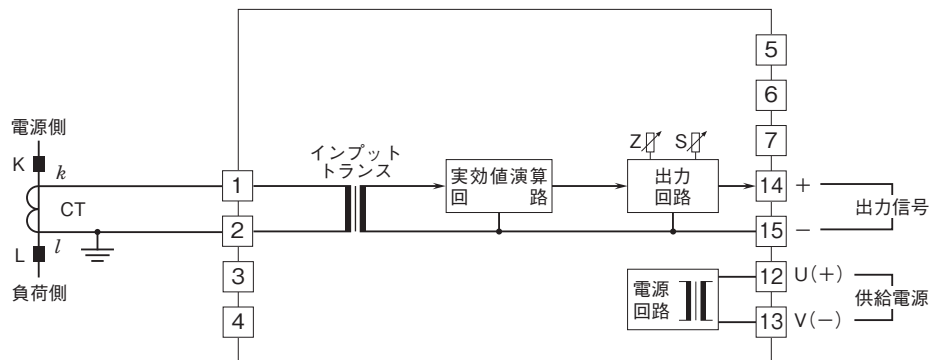 電源側
K
k
CT
l
L
負荷側
1
2
3
4
インプット
トランス
実効値演算
回　　　路
Z
S
出力
回路
電源
回路
5
6
7
14 ＋
15 －
出力信号
12 U(＋)
13 V(－)
供給電源